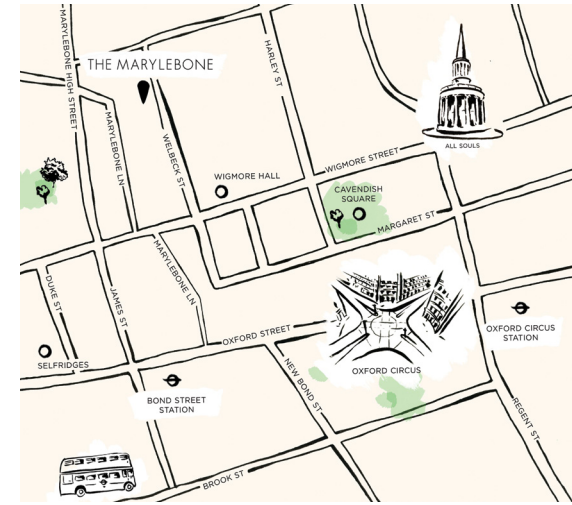 MARYLEBONE HIGH STREET
THE MARYLEBONE
HARLEY ST
ALL SOULS
MARYLEBONE LN
WELBECK ST
WIGMORE STREET
WIGMORE HALL
CAVENDISH
SQUARE
MARGARET ST
MARYLEBONE LN
DUKE ST
JAMES ST
OXFORD STREET
OXFORD CIRCUS
STATION
SELFRIDGES
OXFORD CIRCUS
NEW BOND ST
BOND STREET
STATION
REGENT ST
BROOK ST